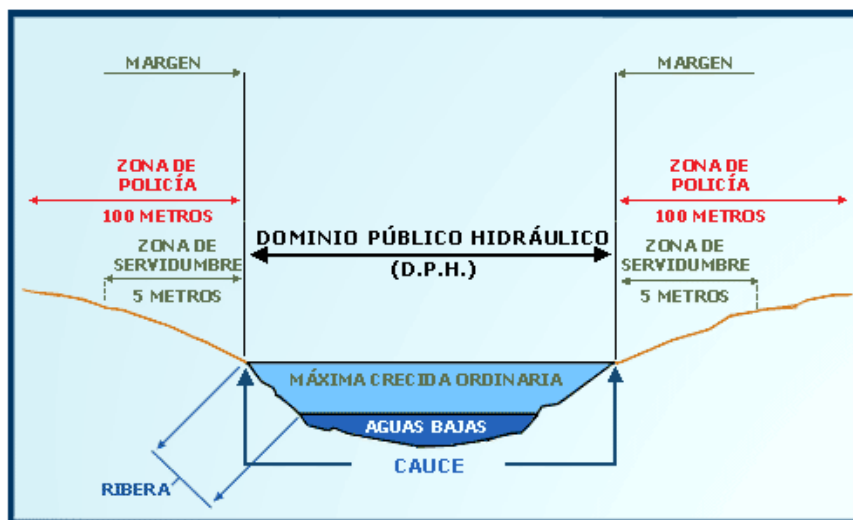 MARGEN
MARGEN
ZONA DE
POLICÍA
100 METROS
ZONA DE
POLICÍA
100 METROS
DOMINIO PÚBLICO HIDRÁULICO
(D.P.H.)
ZONA DE
SERVIDUMBRE
5 METROS
ZONA DE
SERVIDUMBRE
5 METROS
MÁXIMA CRECIDA ORDINARIA
AGUAS BAJAS
CAUCE
RIBERA